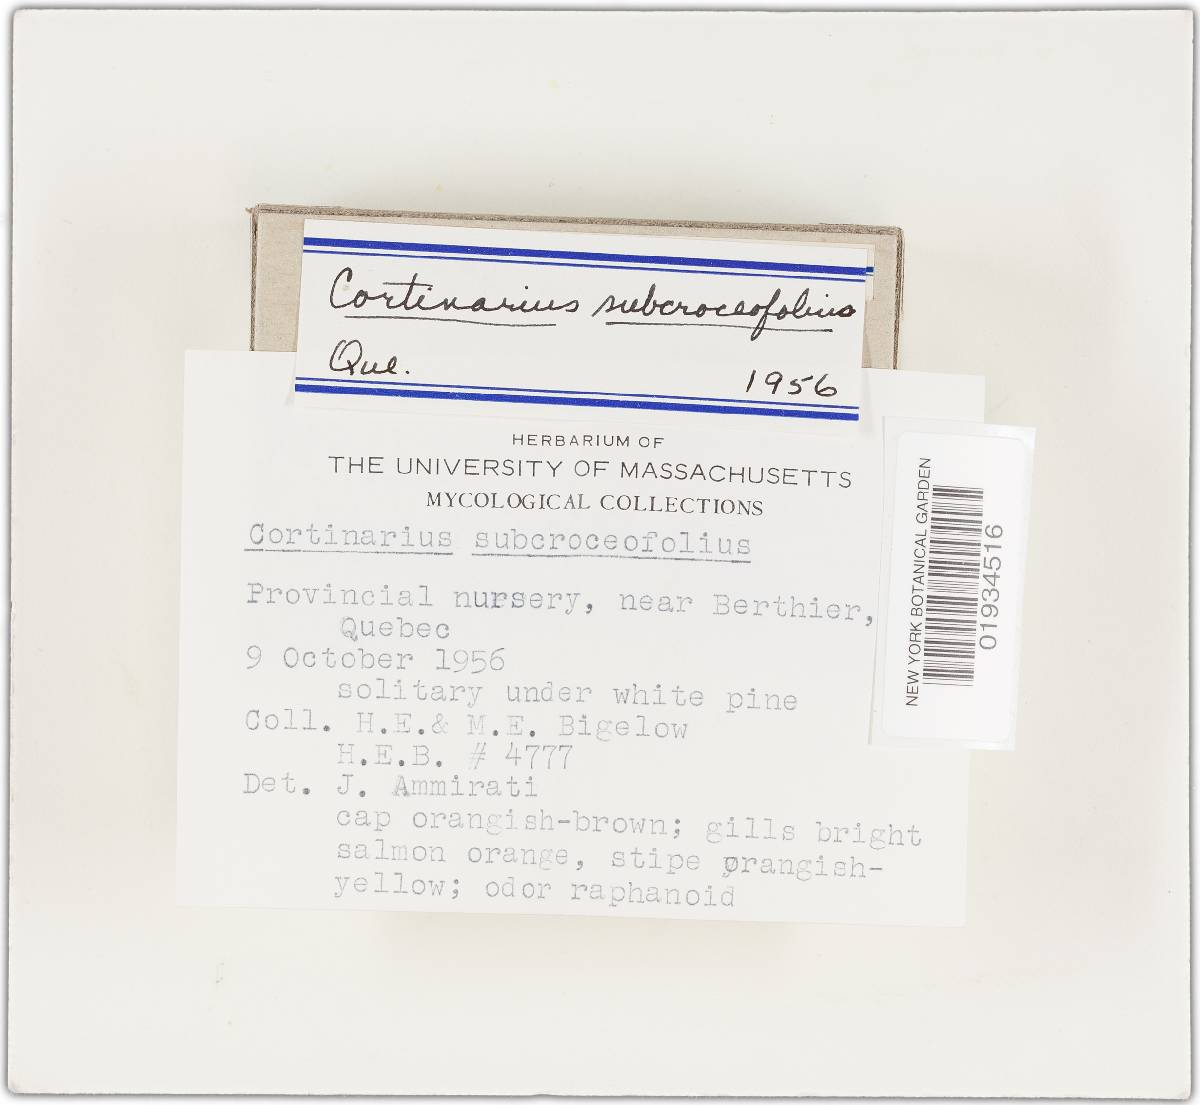 Cortinarius subcroceofolius
Que. 1956
HERBARIUM OF
THE UNIVERSITY OF MASSACHUSETTS
MYCOLOGICAL COLLECTIONS
Cortinarius subcroceofolius
Provincial nursery, near Berthier,
Quebec
9 October 1956
solitary under white pine
Coll. H.E.& M.E. Bigelow
H.E.B. # 4777
Det. J. Ammirati
cap orangish-brown; gills bright
salmon orange, stipe orangish-
yellow; odor raphanoid
NEW YORK BOTANICAL GARDEN
01934516